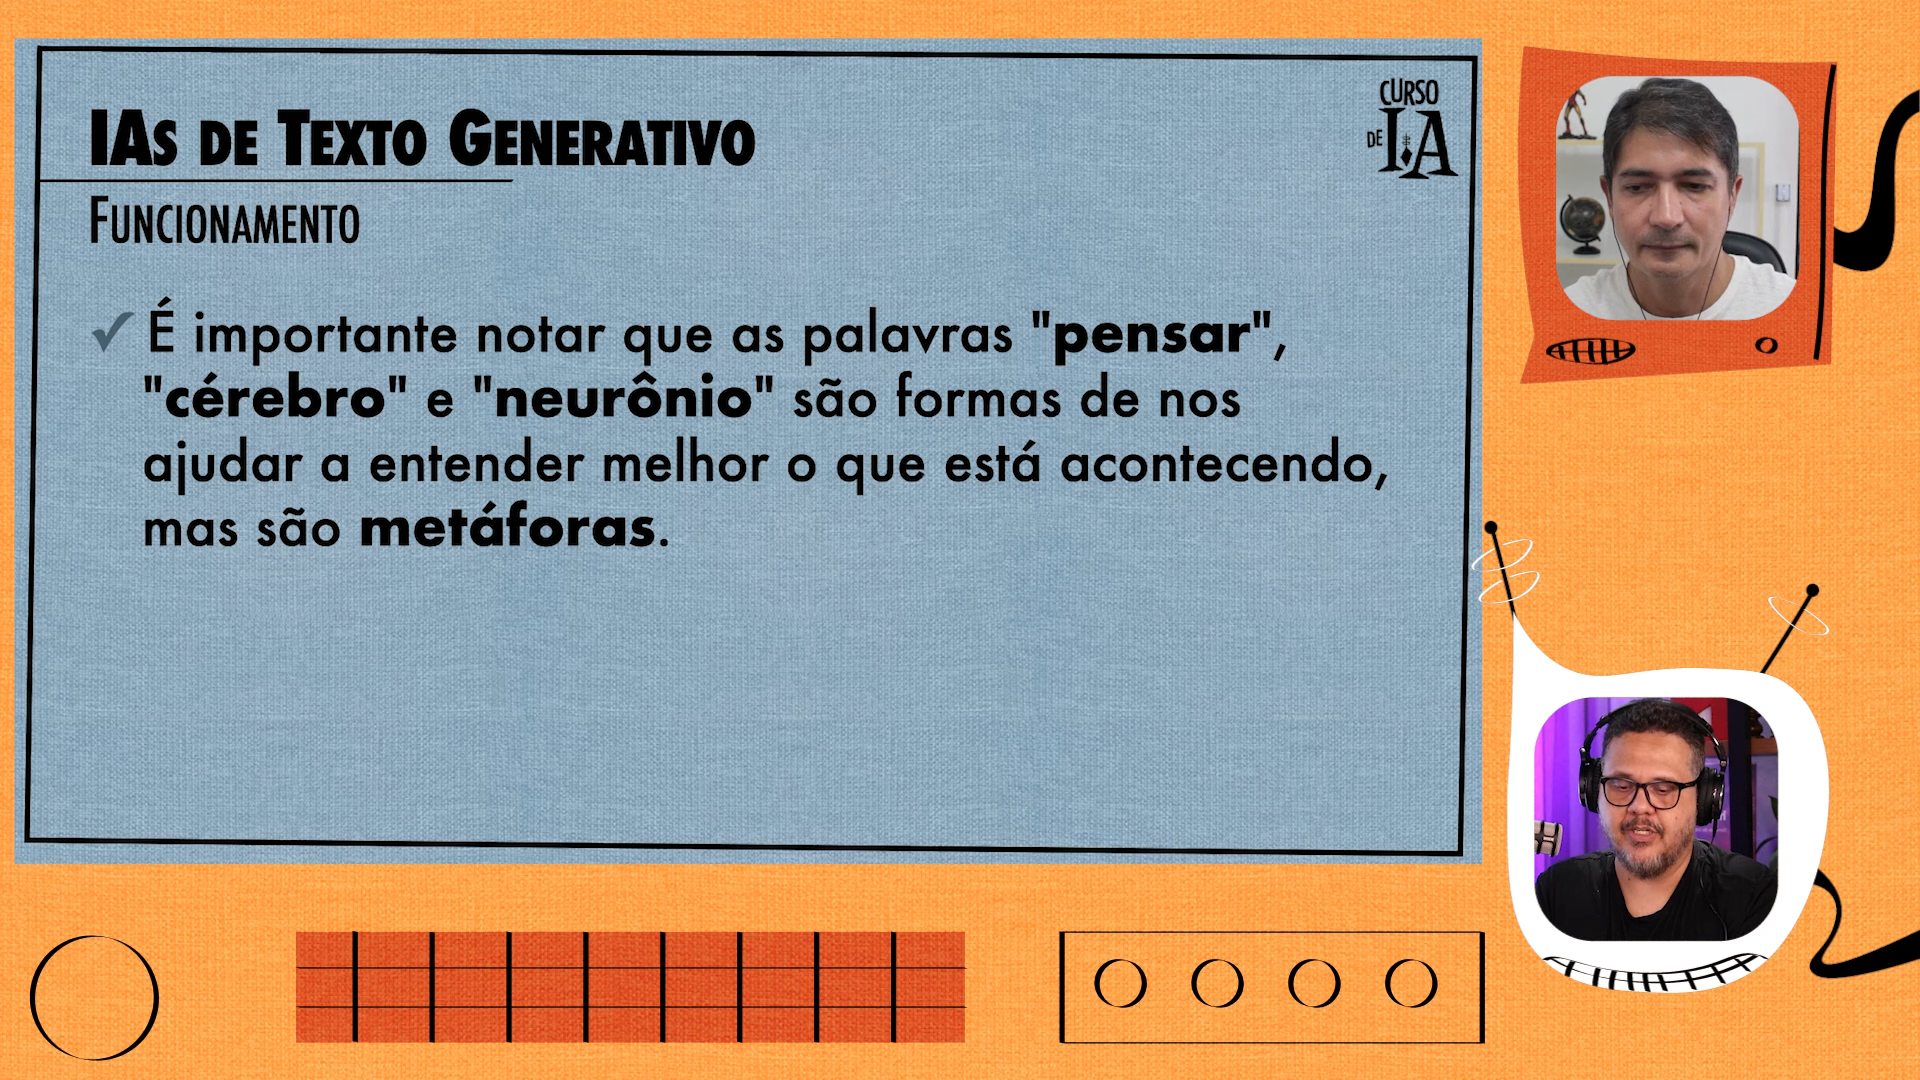 IAs de Texto Generativo
CURSO
DE IA
Funcionamento
✓ É importante notar que as palavras "pensar",
"cérebro" e "neurônio" são formas de nos
ajudar a entender melhor o que está acontecendo,
mas são metáforas.